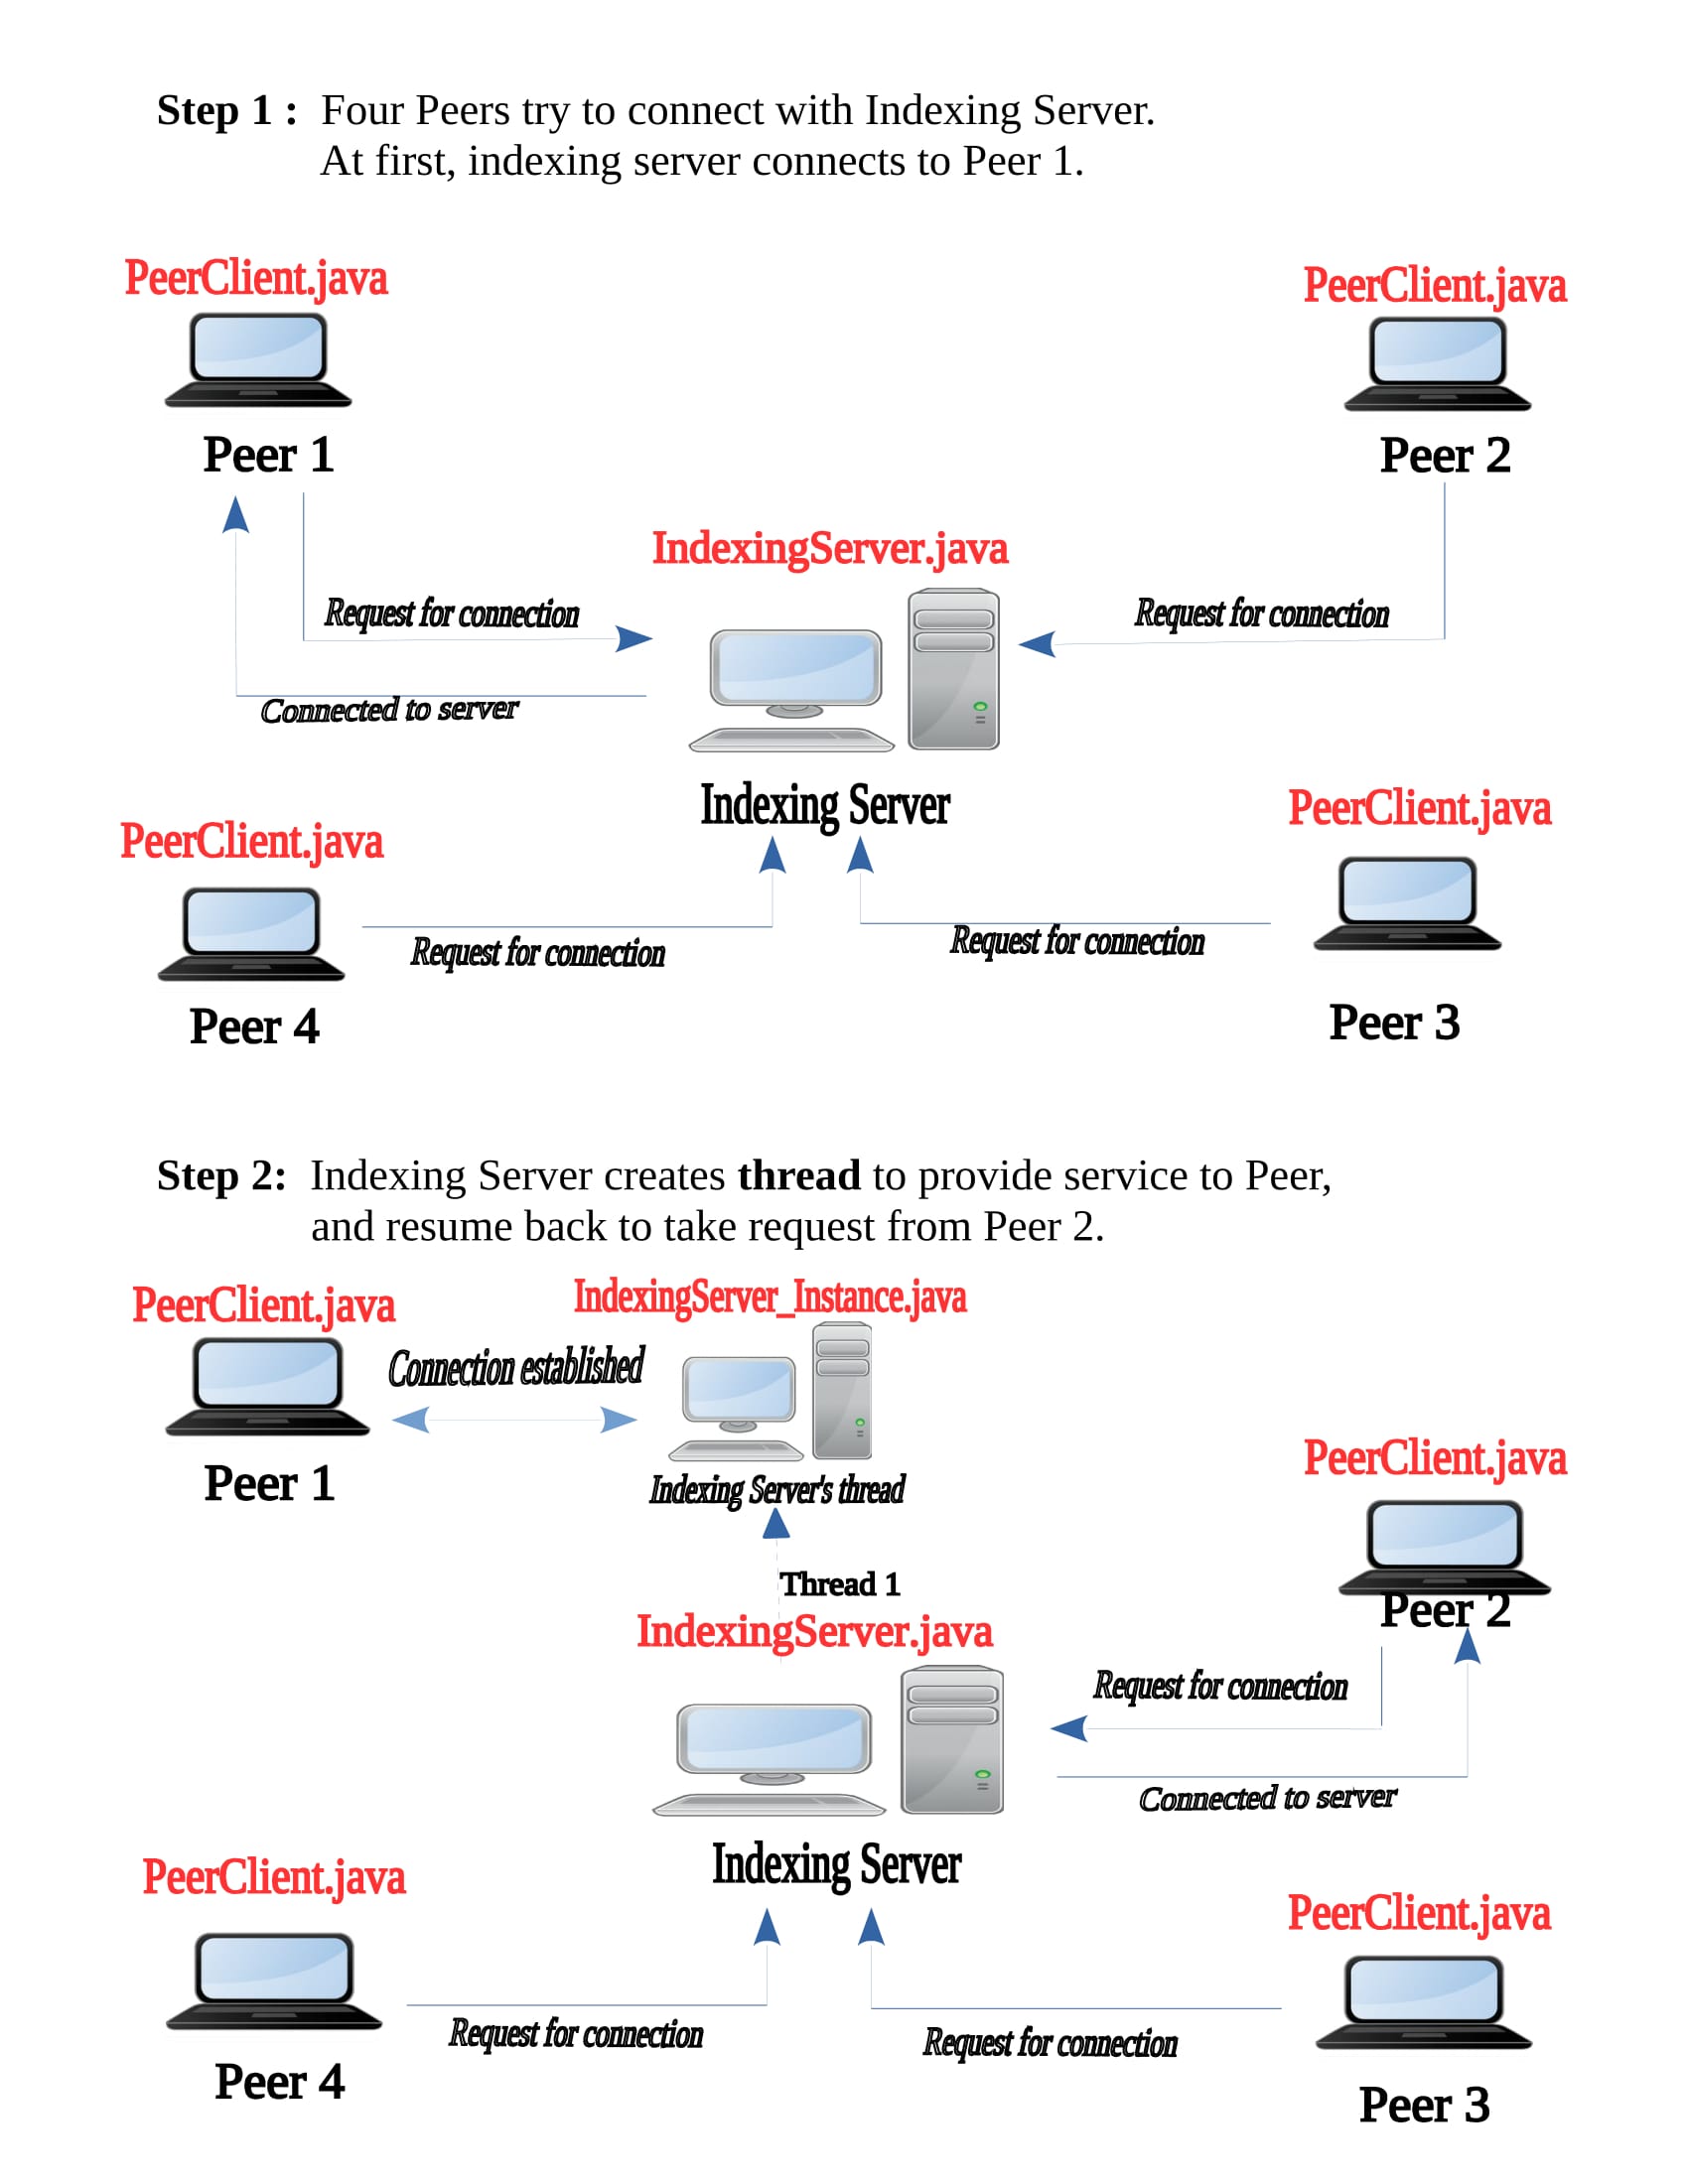 Step 1 : Four Peers try to connect with Indexing Server.
At first, indexing server connects to Peer 1.
PeerClient.java
PeerClient.java
Peer 1
Peer 2
IndexingServer.java
Request for connection
Request for connection
Connected to server
Indexing Server
PeerClient.java
PeerClient.java
Request for connection
Request for connection
Peer 4
Peer 3
Step 2: Indexing Server creates thread to provide service to Peer,
and resume back to take request from Peer 2.
PeerClient.java
IndexingServer_Instance.java
Connection established
Peer 1
Indexing Server's thread
PeerClient.java
Thread 1
Peer 2
IndexingServer.java
Request for connection
Connected to server
Indexing Server
PeerClient.java
PeerClient.java
Request for connection
Request for connection
Peer 4
Peer 3